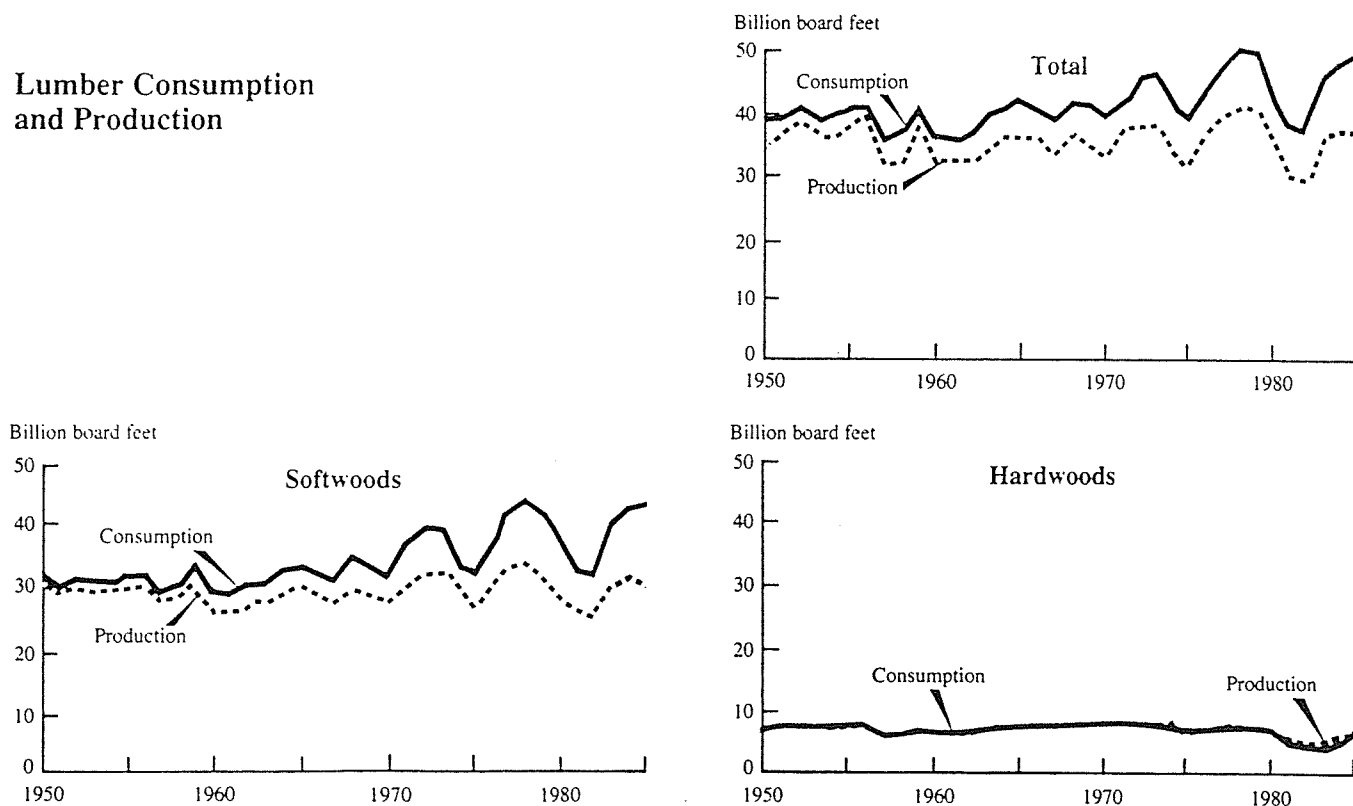 Lumber Consumption
and Production
Billion board feet
Total
50
40
30
20
10
0
Consumption
Production
1950
1960
1970
1980
Billion board feet
Softwoods
50
40
30
20
10
0
Consumption
Production
1950
1960
1970
1980
Billion board feet
Hardwoods
50
40
30
20
10
0
Consumption
Production
1950
1960
1970
1980